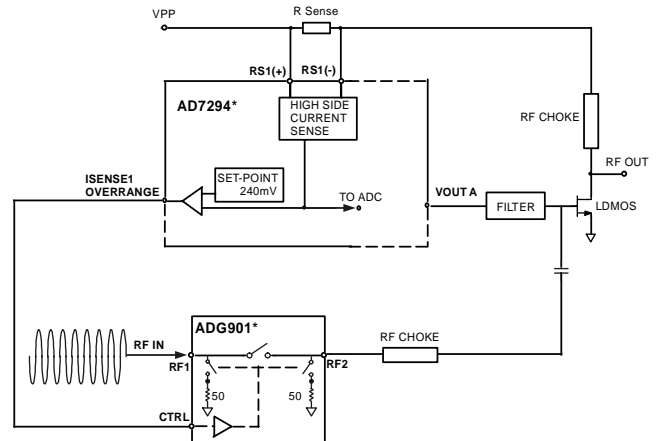 VPP
R Sense
RS1(+)
RS1(-)
AD7294*
HIGH SIDE
CURRENT
SENSE
RF CHOKE
RF OUT
ISENSE1
OVERRANGE
SET-POINT
240mV
TO ADC
VOUT A
FILTER
LDMOS
ADG901*
RF IN
RF1
RF2
RF CHOKE
50
50
CTRL